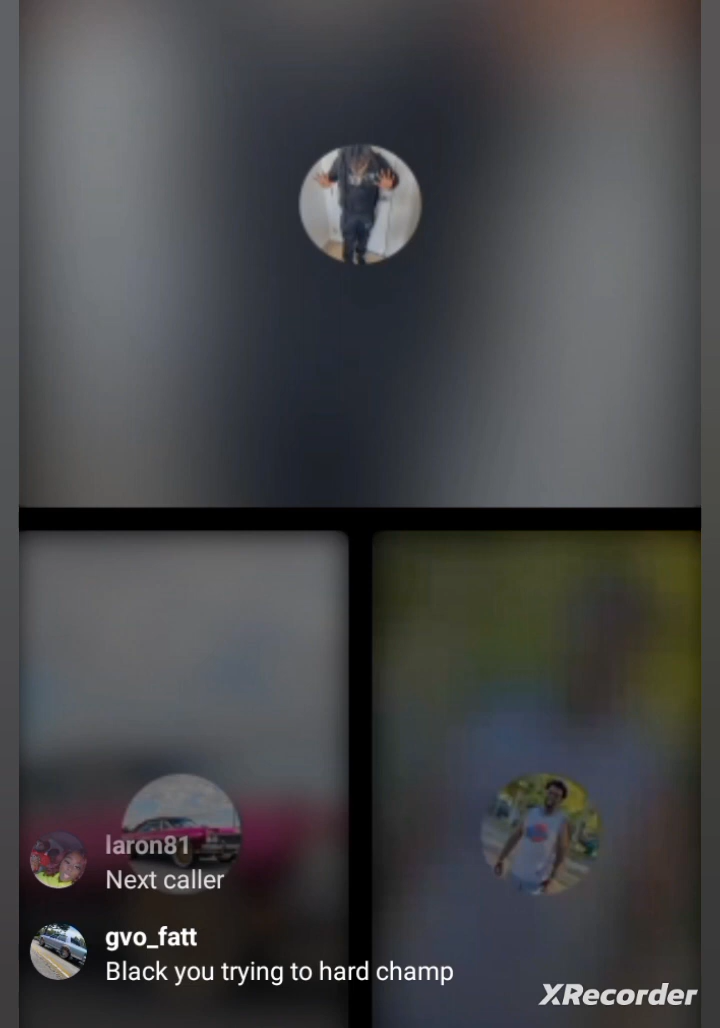 laron81
Next caller
gvo_fatt
Black you trying to hard champ
XRecorder